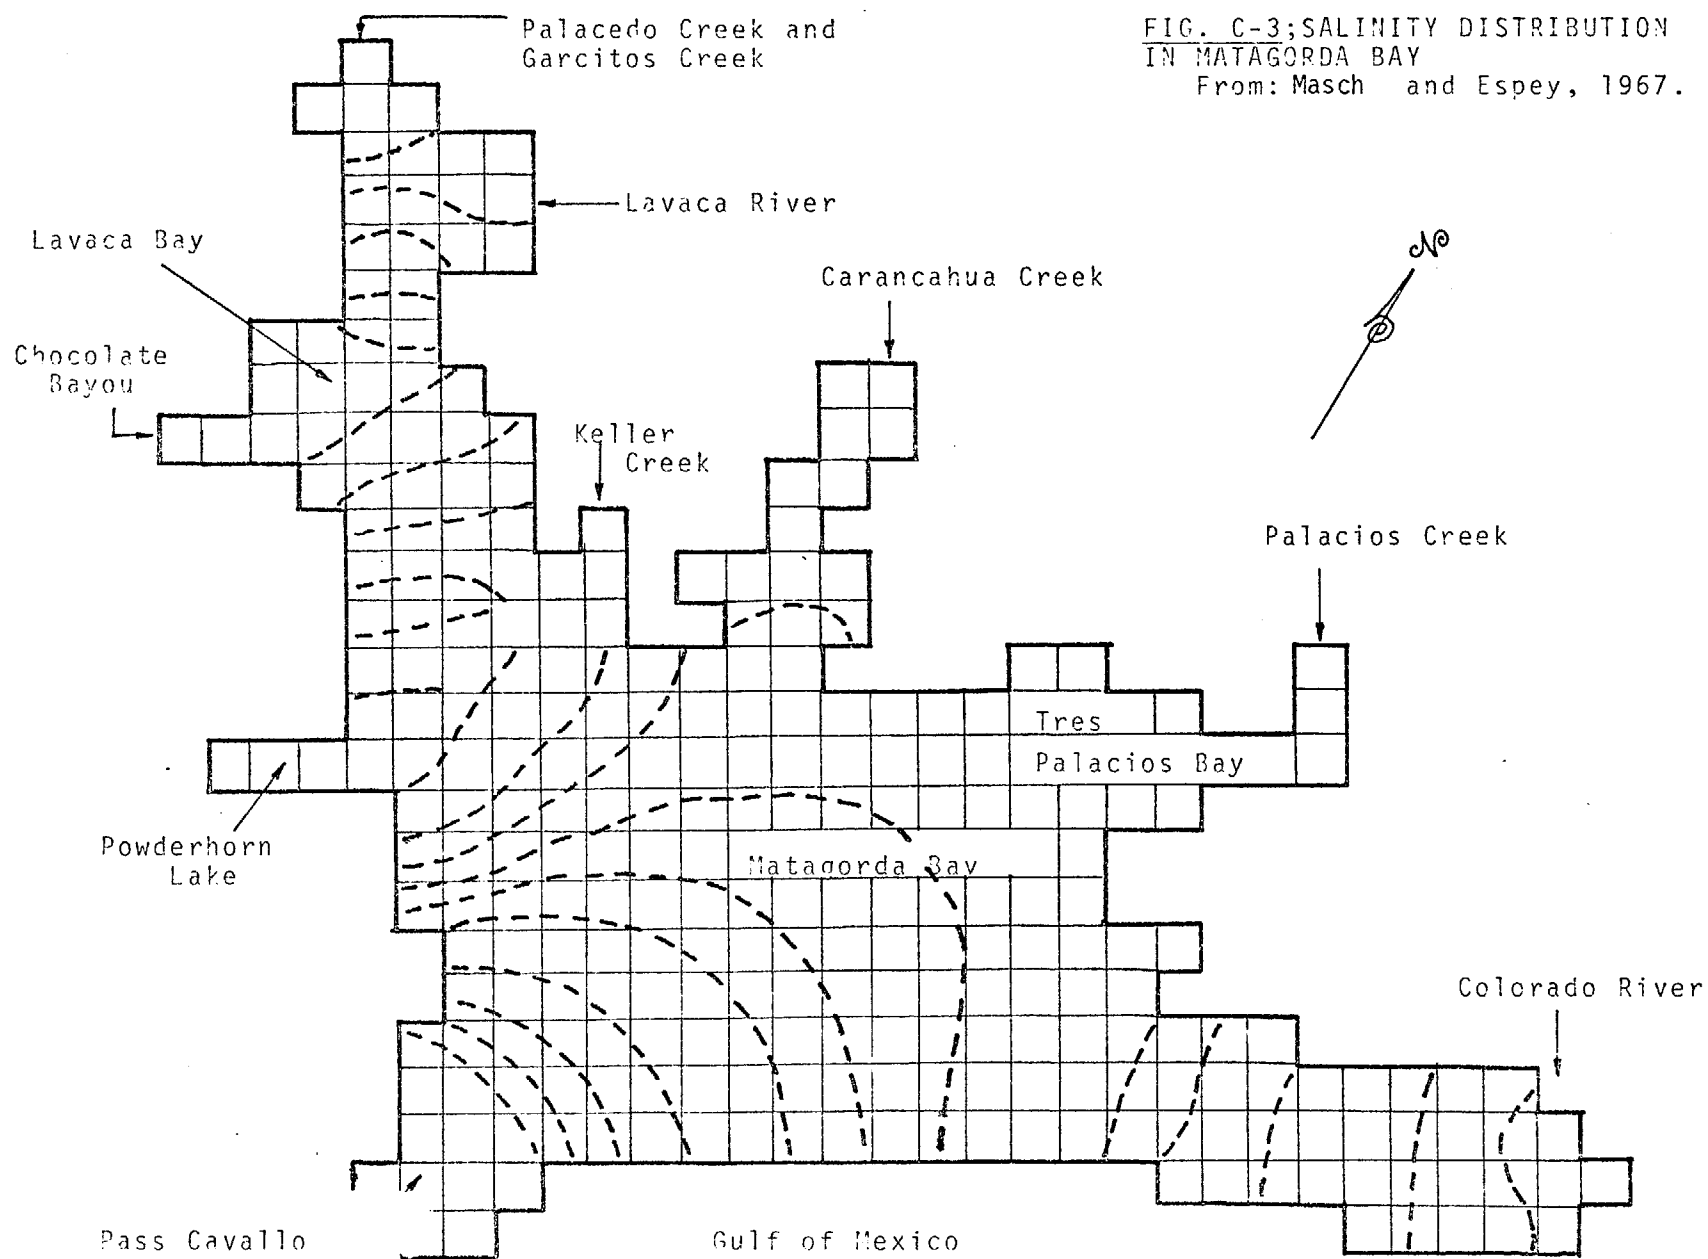 Palacedo Creek and
Garcitos Creek
FIG. C-3;SALINITY DISTRIBUTION
IN MATAGORDA BAY
From: Masch and Espey, 1967.
Lavaca River
Lavaca Bay
N
Carancahua Creek
Chocolate
Bayou
Keller
Creek
Palacios Creek
Tres
Palacios Bay
Powderhorn
Lake
Matagorda Bay
Colorado River
Pass Cavallo
Gulf of Mexico